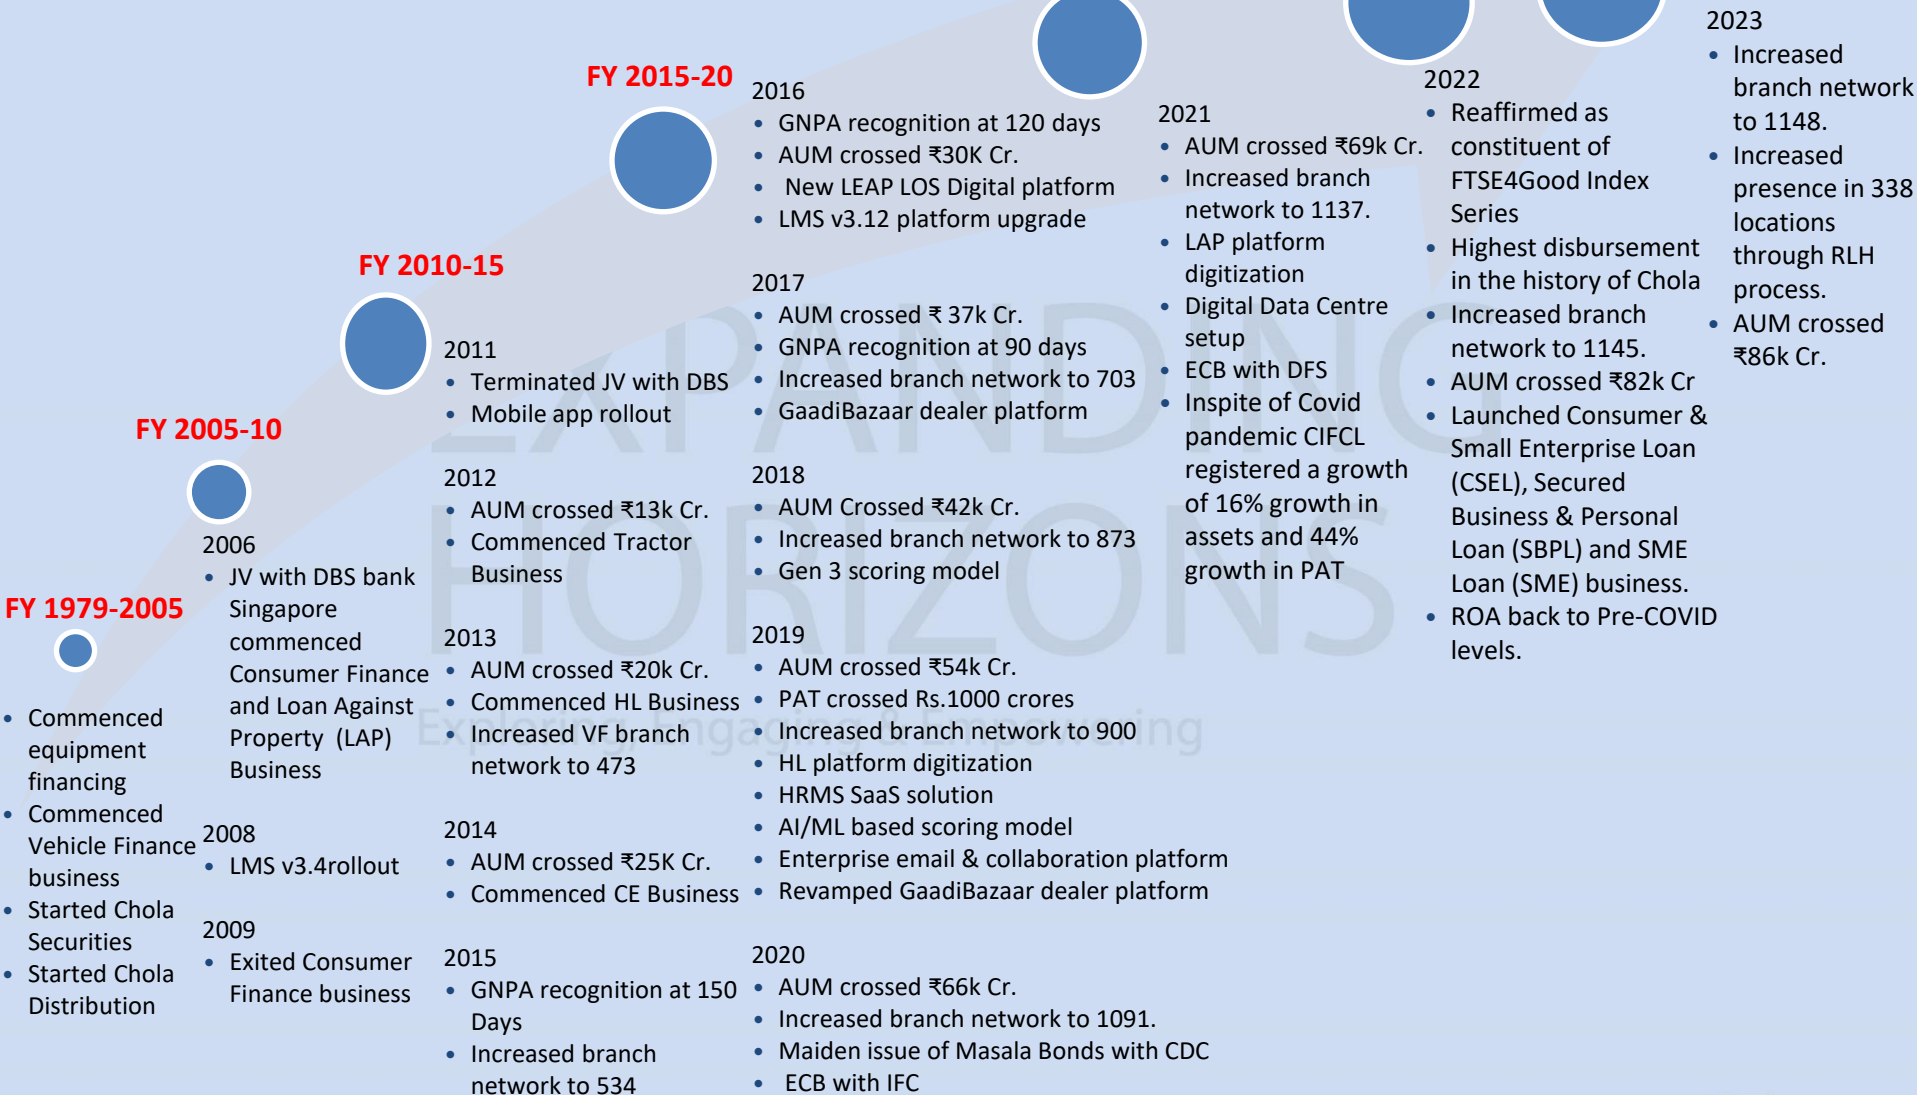 FY 1979-2005
• Commenced
equipment
financing
• Commenced
Vehicle Finance
business
• Started Chola
Securities
• Started Chola
Distribution
FY 2005-10
2006
• JV with DBS bank
Singapore
commenced
Consumer Finance
and Loan Against
Property (LAP)
Business
2008
• LMS v3.4rollout
2009
• Exited Consumer
Finance business
FY 2010-15
2011
• Terminated JV with DBS
• Mobile app rollout
2012
• AUM crossed ₹13k Cr.
• Commenced Tractor
Business
2013
• AUM crossed ₹20k Cr.
• Commenced HL Business
• Increased VF branch
network to 473
2014
• AUM crossed ₹25K Cr.
• Commenced CE Business
2015
• GNPA recognition at 150
Days
• Increased branch
network to 534
FY 2015-20
2016
• GNPA recognition at 120 days
• AUM crossed ₹30K Cr.
• New LEAP LOS Digital platform
• LMS v3.12 platform upgrade
2017
• AUM crossed ₹ 37k Cr.
• GNPA recognition at 90 days
• Increased branch network to 703
• GaadiBazaar dealer platform
2018
• AUM Crossed ₹42k Cr.
• Increased branch network to 873
• Gen 3 scoring model
2019
• AUM crossed ₹54k Cr.
• PAT crossed Rs.1000 crores
• Increased branch network to 900
• HL platform digitization
• HRMS SaaS solution
• AI/ML based scoring model
• Enterprise email & collaboration platform
• Revamped GaadiBazaar dealer platform
2020
• AUM crossed ₹66k Cr.
• Increased branch network to 1091.
• Maiden issue of Masala Bonds with CDC
• ECB with IFC
2021
• AUM crossed ₹69k Cr.
• Increased branch
network to 1137.
• LAP platform
digitization
• Digital Data Centre
setup
• ECB with DFS
• Inspite of Covid
pandemic CIFCL
registered a growth
of 16% growth in
assets and 44%
growth in PAT
2022
• Reaffirmed as
constituent of
FTSE4Good Index
Series
• Highest disbursement
in the history of Chola
• Increased branch
network to 1145.
• AUM crossed ₹82k Cr
• Launched Consumer &
Small Enterprise Loan
(CSEL), Secured
Business & Personal
Loan (SBPL) and SME
Loan (SME) business.
• ROA back to Pre-COVID
levels.
2023
• Increased
branch network
to 1148.
• Increased
presence in 338
locations
through RLH
process.
• AUM crossed
₹86k Cr.
EXPANDING
HORIZONS
Exploring, Engaging & Empowering